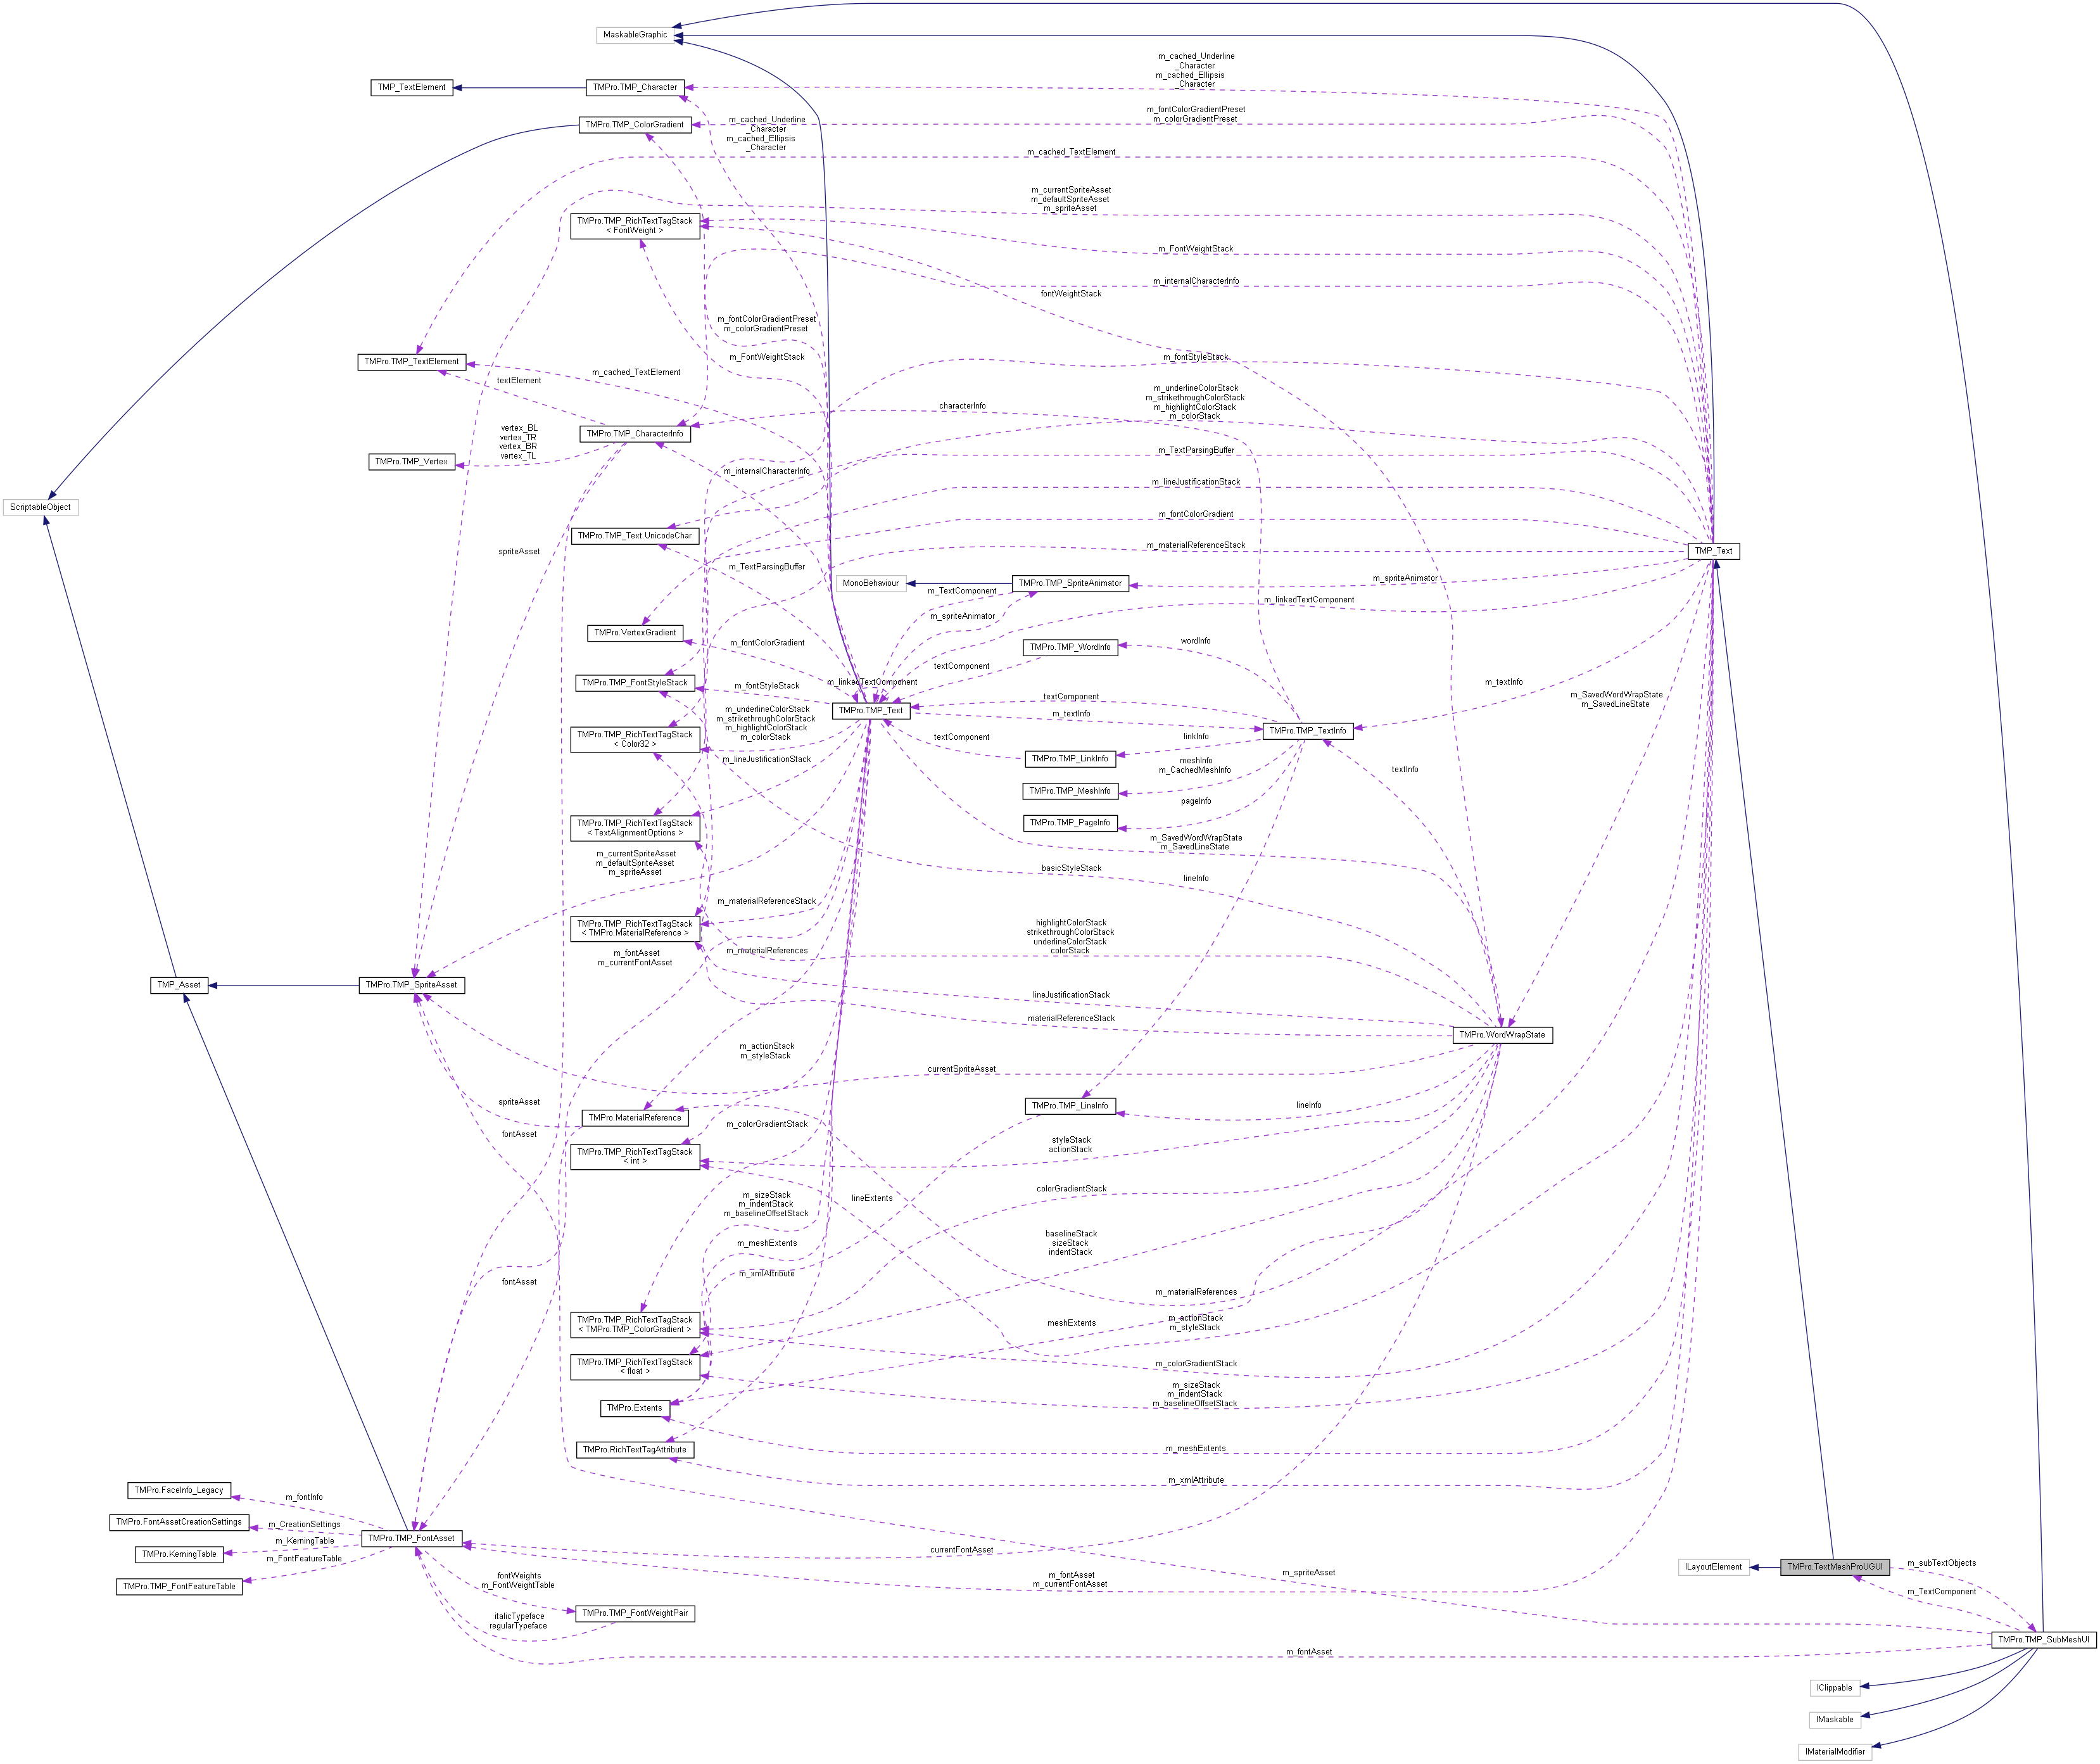 MaskableGraphic
m_cached_Underline
_Character
m_cached_Ellipsis
_Character
TMP_TextElement
TMPro.TMP_Character
m_fontColorGradientPreset
m_colorGradientPreset
TMPro.TMP_ColorGradient
m_cached_Underline
_Character
m_cached_Ellipsis
_Character
m_cached_TextElement
m_currentSpriteAsset
m_defaultSpriteAsset
m_spriteAsset
TMPro.TMP_RichTextTagStack
< FontWeight >
m_FontWeightStack
m_internalCharacterInfo
fontWeightStack
m_fontColorGradientPreset
m_colorGradientPreset
m_FontWeightStack
m_fontStyleStack
TMPro.TMP_TextElement
m_cached_TextElement
textElement
m_underlineColorStack
m_strikethroughColorStack
m_highlightColorStack
m_colorStack
characterInfo
TMPro.TMP_CharacterInfo
vertex_BL
vertex_TR
vertex_BR
vertex_TL
TMPro.TMP_Vertex
m_TextParsingBuffer
m_internalCharacterInfo
m_lineJustificationStack
ScriptableObject
m_fontColorGradient
TMPro.TMP_Text.UnicodeChar
spriteAsset
m_materialReferenceStack
TMP_Text
m_TextParsingBuffer
MonoBehaviour
TMPro.TMP_SpriteAnimator
m_spriteAnimator
m_TextComponent
m_linkedTextComponent
m_spriteAnimator
TMPro.VertexGradient
m_fontColorGradient
TMPro.TMP_WordInfo
wordInfo
textComponent
TMPro.TMP_FontStyleStack
m_fontStyleStack
m_linkedTextComponent
m_textInfo
TMPro.TMP_Text
textComponent
m_textInfo
m_SavedWordWrapState
m_SavedLineState
m_underlineColorStack
m_strikethroughColorStack
m_highlightColorStack
m_colorStack
TMPro.TMP_RichTextTagStack
< Color32 >
TMPro.TMP_TextInfo
textComponent
linkInfo
TMPro.TMP_LinkInfo
m_lineJustificationStack
meshInfo
m_CachedMeshInfo
textInfo
TMPro.TMP_MeshInfo
pageInfo
TMPro.TMP_PageInfo
TMPro.TMP_RichTextTagStack
< TextAlignmentOptions >
m_SavedWordWrapState
m_SavedLineState
m_currentSpriteAsset
m_defaultSpriteAsset
m_spriteAsset
basicStyleStack
lineInfo
m_materialReferenceStack
TMPro.TMP_RichTextTagStack
< TMPro.MaterialReference >
highlightColorStack
strikethroughColorStack
underlineColorStack
colorStack
m_fontAsset
m_currentFontAsset
m_materialReferences
TMP_Asset
TMPro.TMP_SpriteAsset
lineJustificationStack
materialReferenceStack
TMPro.WordWrapState
m_actionStack
m_styleStack
currentSpriteAsset
spriteAsset
TMPro.MaterialReference
TMPro.TMP_LineInfo
lineInfo
m_colorGradientStack
fontAsset
TMPro.TMP_RichTextTagStack
< int >
styleStack
actionStack
m_sizeStack
m_indentStack
m_baselineOffsetStack
lineExtents
colorGradientStack
m_meshExtents
baselineStack
sizeStack
indentStack
m_xmlAttribute
fontAsset
m_materialReferences
TMPro.TMP_RichTextTagStack
< TMPro.TMP_ColorGradient >
meshExtents
m_actionStack
m_styleStack
TMPro.TMP_RichTextTagStack
< float >
m_colorGradientStack
m_sizeStack
m_indentStack
m_baselineOffsetStack
TMPro.Extents
TMPro.RichTextTagAttribute
m_meshExtents
m_xmlAttribute
TMPro.FaceInfo_Legacy
m_fontInfo
TMPro.FontAssetCreationSettings
m_CreationSettings
TMPro.TMP_FontAsset
m_KerningTable
TMPro.KerningTable
m_FontFeatureTable
TMPro.TMP_FontFeatureTable
currentFontAsset
fontWeights
m_FontWeightTable
m_fontAsset
m_currentFontAsset
m_spriteAsset
ILayoutElement
TMPro.TextMeshProUGUI
m_subTextObjects
m_TextComponent
italicTypeface
regularTypeface
TMPro.TMP_FontWeightPair
TMPro.TMP_SubMeshUI
m_fontAsset
IClippable
IMaskable
IMaterialModifier